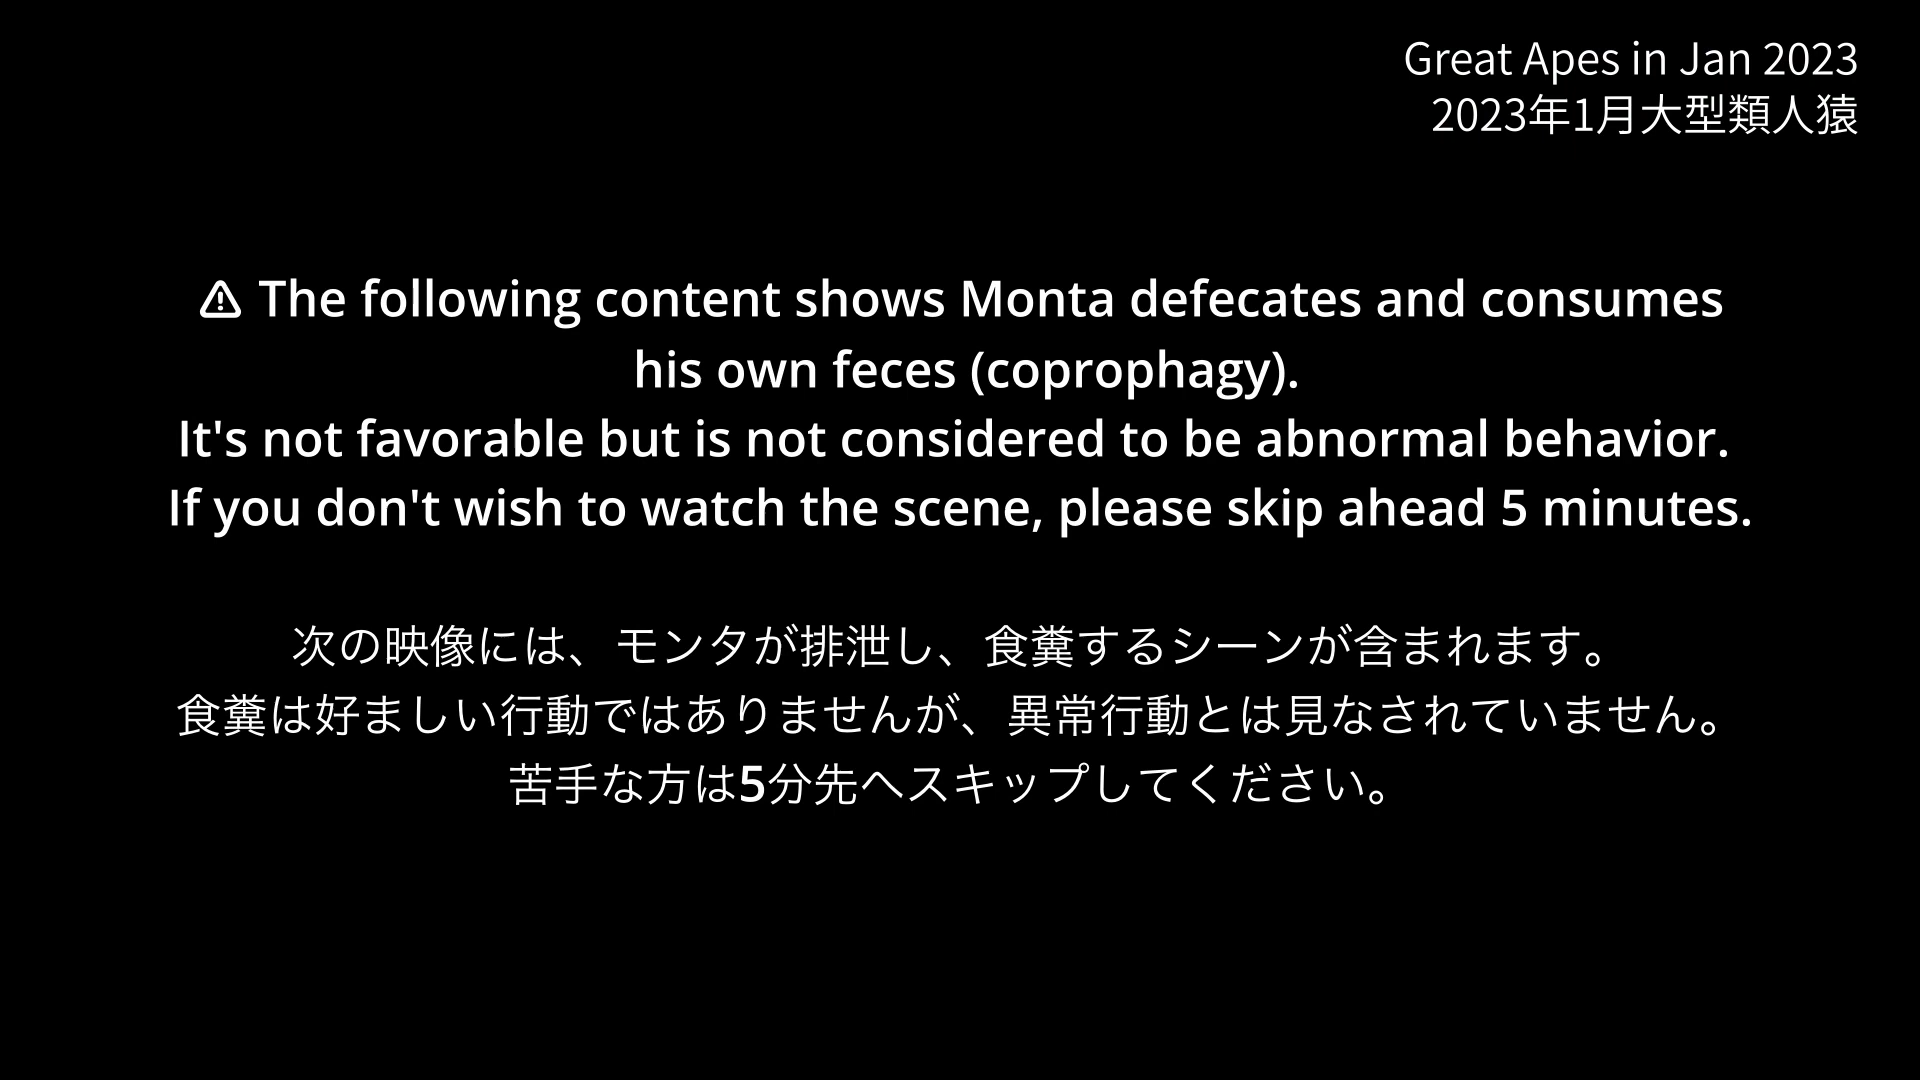 Great Apes in Jan 2023
2023年1月大型類人猿
⚠ The following content shows Monta defecates and consumes
his own feces (coprophagy).
It's not favorable but is not considered to be abnormal behavior.
If you don't wish to watch the scene, please skip ahead 5 minutes.
次の映像には、モンタが排泄し、食糞するシーンが含まれます。
食糞は好ましい行動ではありませんが、異常行動とは見なされていません。
苦手な方は5分先へスキップしてください。